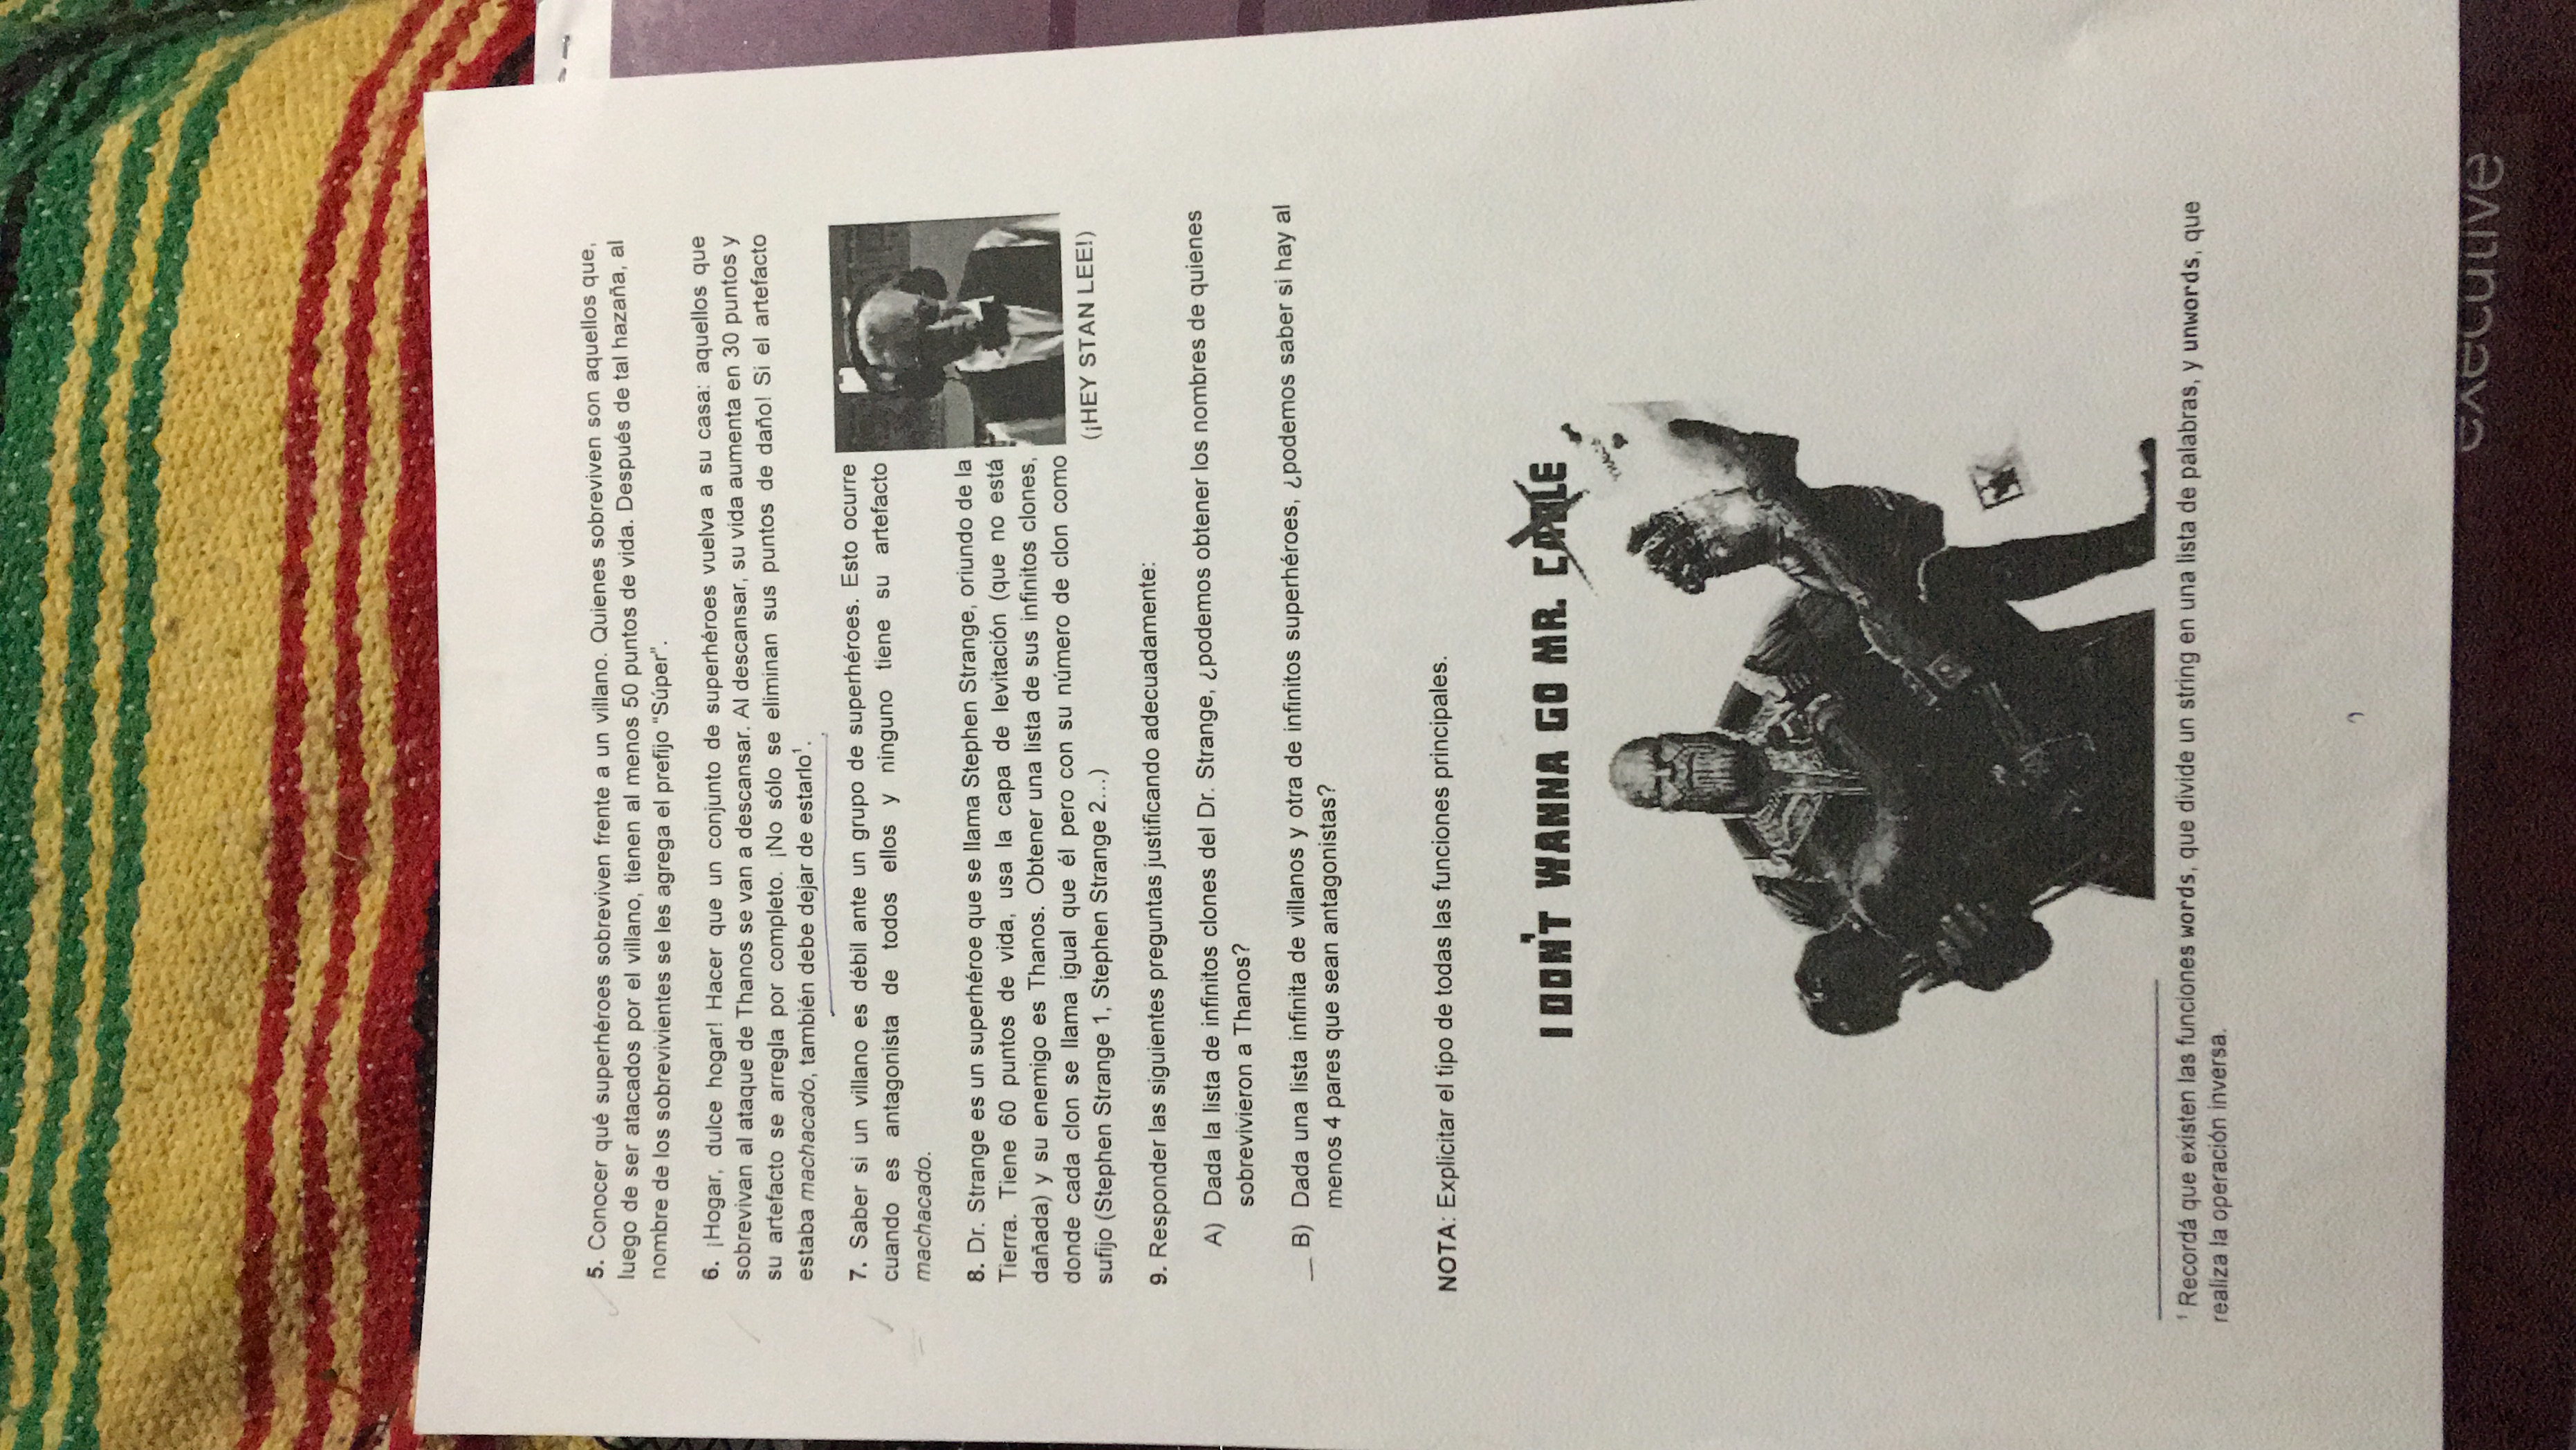 5. Conocer qué superhéroes sobreviven frente a un villano. Quienes sobreviven son aquellos que,
luego de ser atacados por el villano, tienen al menos 50 puntos de vida. Después de tal hazaña, al
nombre de los sobrevivientes se les agrega el prefijo “Súper”.
6. ¡Hogar, dulce hogar! Hacer que un conjunto de superhéroes vuelva a su casa: aquellos que
sobrevivan al ataque de Thanos se van a descansar. Al descansar, su vida aumenta en 30 puntos y
su artefacto se arregla por completo. ¡No sólo se eliminan sus puntos de daño! Si el artefacto
estaba machacado, también debe dejar de estarlo¹.
7. Saber si un villano es débil ante un grupo de superhéroes. Esto ocurre
cuando es antagonista de todos ellos y ninguno tiene su artefacto
machacado.
8. Dr. Strange es un superhéroe que se llama Stephen Strange, oriundo de la
Tierra. Tiene 60 puntos de vida, usa la capa de levitación (que no está
dañada) y su enemigo es Thanos. Obtener una lista de sus infinitos clones,
donde cada clon se llama igual que él pero con su número de clon como
sufijo (Stephen Strange 1, Stephen Strange 2...)
(¡HEY STAN LEE!)
9. Responder las siguientes preguntas justificando adecuadamente:
A) Dada la lista de infinitos clones del Dr. Strange, ¿podemos obtener los nombres de quienes
sobrevivieron a Thanos?
B) Dada una lista infinita de villanos y otra de infinitos superhéroes, ¿podemos saber si hay al
menos 4 pares que sean antagonistas?
NOTA: Explicitar el tipo de todas las funciones principales.
I DON'T WANNA GO MR. CABLE
¹ Recordá que existen las funciones words, que divide un string en una lista de palabras, y unwords, que
realiza la operación inversa.
executive